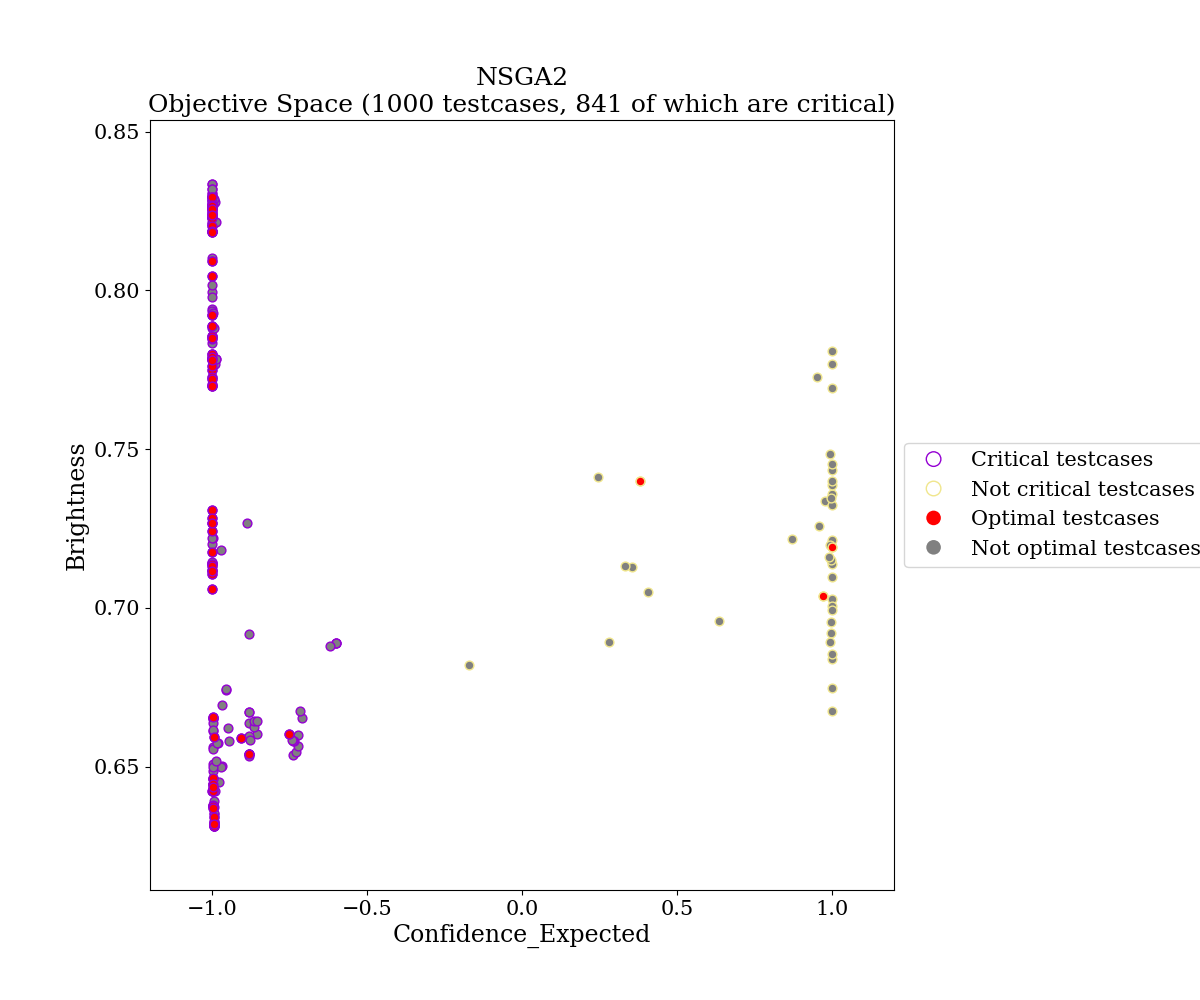 NSGA2
Objective Space (1000 testcases, 841 of which are critical)
0.85
0.80
0.75
0.70
0.65
Brightness
−1.0
−0.5
0.0
0.5
1.0
Confidence_Expected
Critical testcases
Not critical testcases
Optimal testcases
Not optimal testcases